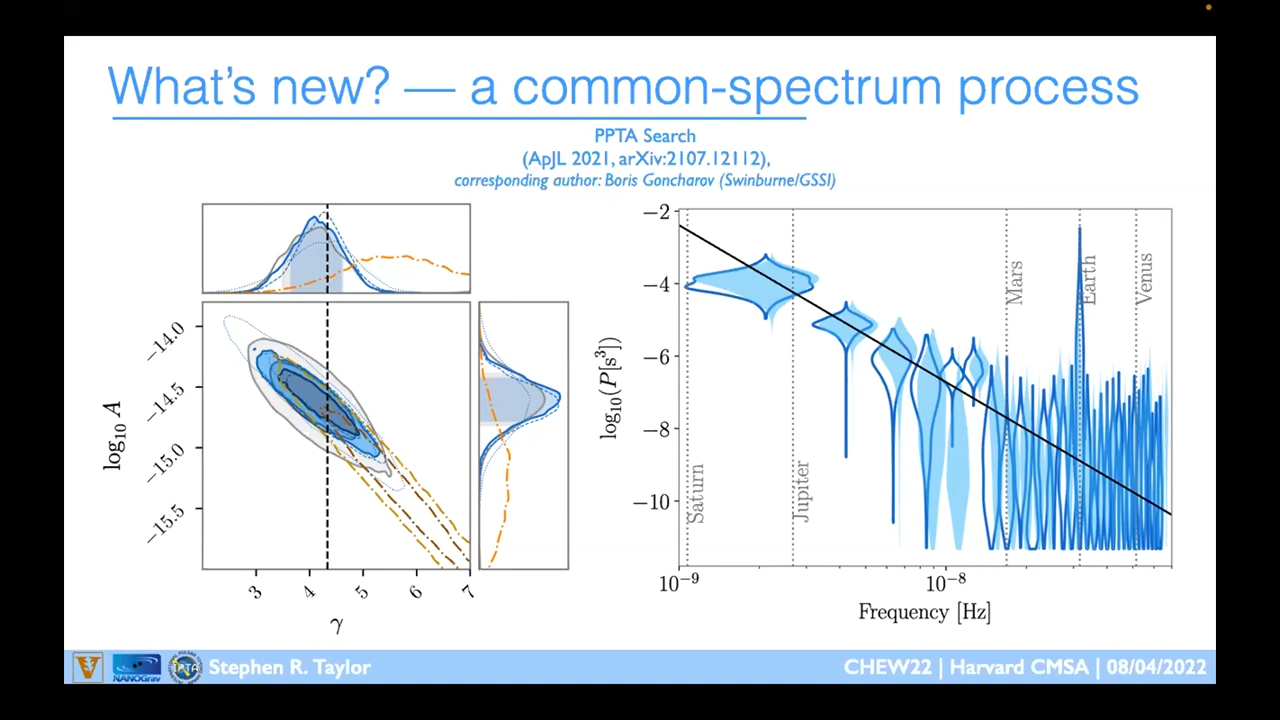 What's new? — a common-spectrum process
PPTA Search
(ApJL 2021, arXiv:2107.12112),
corresponding author: Boris Goncharov (Swinburne/GSSI)
log₁₀ A
−14.0
−14.5
−15.0
−15.5
3
4
5
6
7
γ
log₁₀(P[s³])
−2
−4
−6
−8
−10
Saturn
Jupiter
Mars
Earth
Venus
10⁻⁹
10⁻⁸
Frequency [Hz]
NANOGrav
IPTA
Stephen R. Taylor
CHEW22 | Harvard CMSA | 08/04/2022